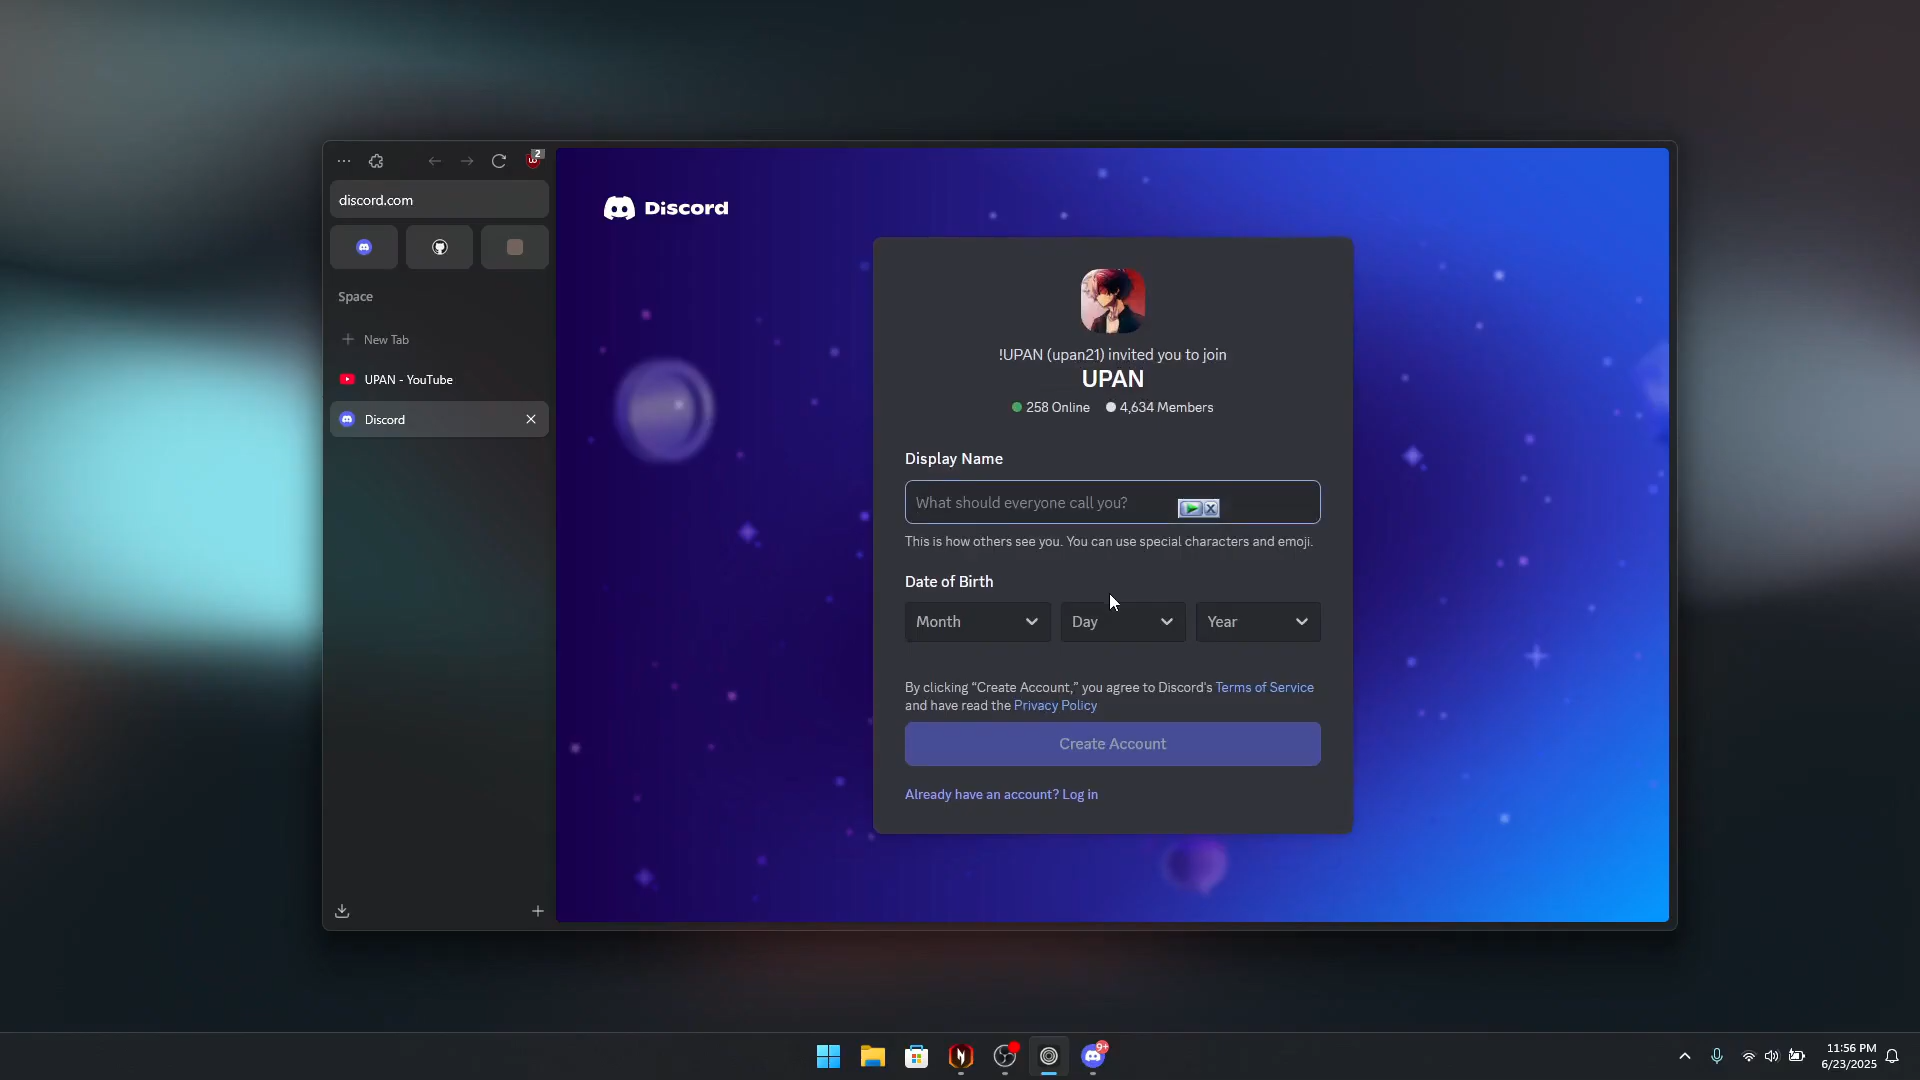 2
discord.com
Space
New Tab
UPAN - YouTube
Discord
Discord
!UPAN (upan21) invited you to join
UPAN
258 Online 4,634 Members
Display Name
What should everyone call you?
This is how others see you. You can use special characters and emoji.
Date of Birth
Month Day Year
By clicking “Create Account,” you agree to Discord's Terms of Service
and have read the Privacy Policy
Create Account
Already have an account? Log in
9+
11:56 PM
6/23/2025